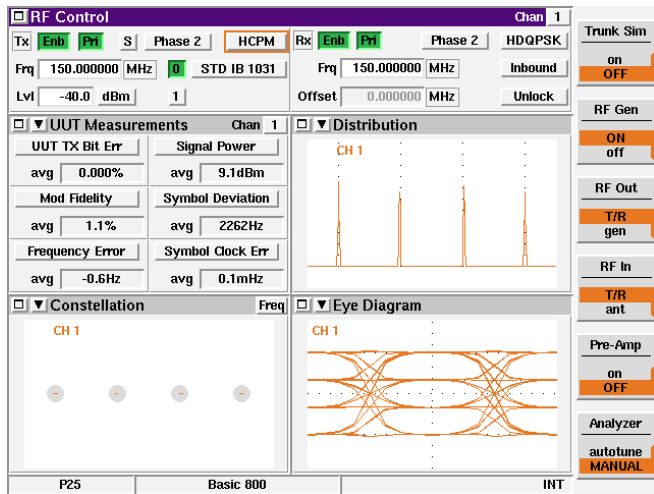 RF Control Chan 1
Tx Enb Pri S Phase 2 HCPM Rx Enb Pri Phase 2 HDQPSK
Frq 150.000000 MHz 0 STD IB 1031 Frq 150.000000 MHz Inbound
Lvl -40.0 dBm 1 Offset 0.000000 MHz Unlock
UUT Measurements Chan 1
UUT TX Bit Err Signal Power
avg 0.000% avg 9.1dBm
Mod Fidelity Symbol Deviation
avg 1.1% avg 2262Hz
Frequency Error Symbol Clock Err
avg -0.6Hz avg 0.1mHz
Distribution
CH 1
Constellation Freq
CH 1
Eye Diagram
CH 1
P25 Basic 800 INT
Trunk Sim
on
OFF
RF Gen
ON
off
RF Out
T/R
gen
RF In
T/R
ant
Pre-Amp
on
OFF
Analyzer
autotune
MANUAL